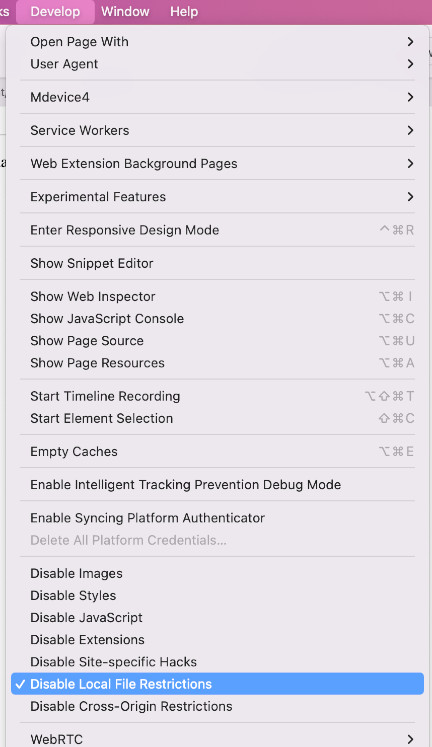 ks Develop Window Help
Open Page With
User Agent
Mdevice4
Service Workers
Web Extension Background Pages
Experimental Features
Enter Responsive Design Mode ^⌘R
Show Snippet Editor
Show Web Inspector ⌥⌘I
Show JavaScript Console ⌥⌘C
Show Page Source ⌥⌘U
Show Page Resources ⌥⌘A
Start Timeline Recording ⌥⇧⌘T
Start Element Selection ⇧⌘C
Empty Caches ⌥⌘E
Enable Intelligent Tracking Prevention Debug Mode
Enable Syncing Platform Authenticator
Delete All Platform Credentials...
Disable Images
Disable Styles
Disable JavaScript
Disable Extensions
Disable Site-specific Hacks
✓ Disable Local File Restrictions
Disable Cross-Origin Restrictions
WebRTC